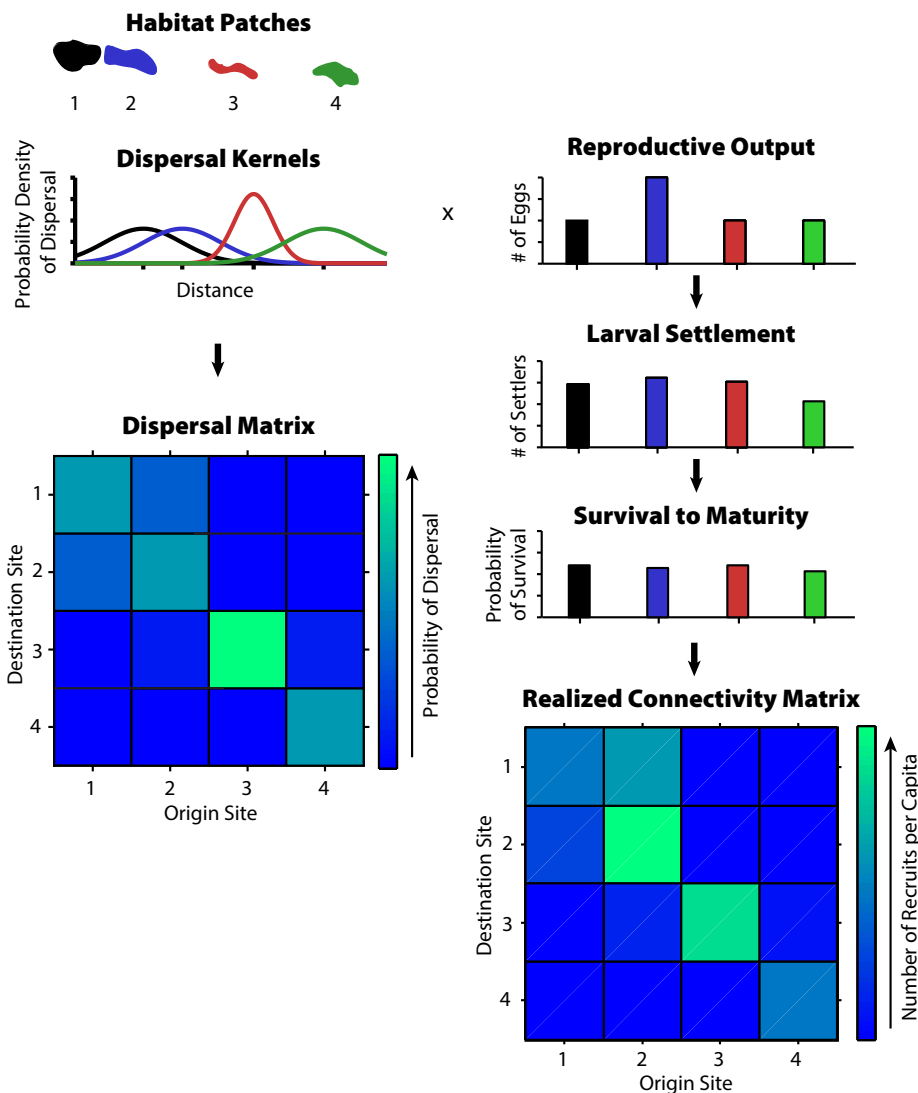 Habitat Patches
1 2 3 4
Dispersal Kernels
Probability Density
of Dispersal
Distance
x
Reproductive Output
# of Eggs
Larval Settlement
# of Settlers
Survival to Maturity
Probability
of Survival
Dispersal Matrix
Destination Site
1
2
3
4
1 2 3 4
Origin Site
Probability of Dispersal
Realized Connectivity Matrix
Destination Site
1
2
3
4
1 2 3 4
Origin Site
Number of Recruits per Capita